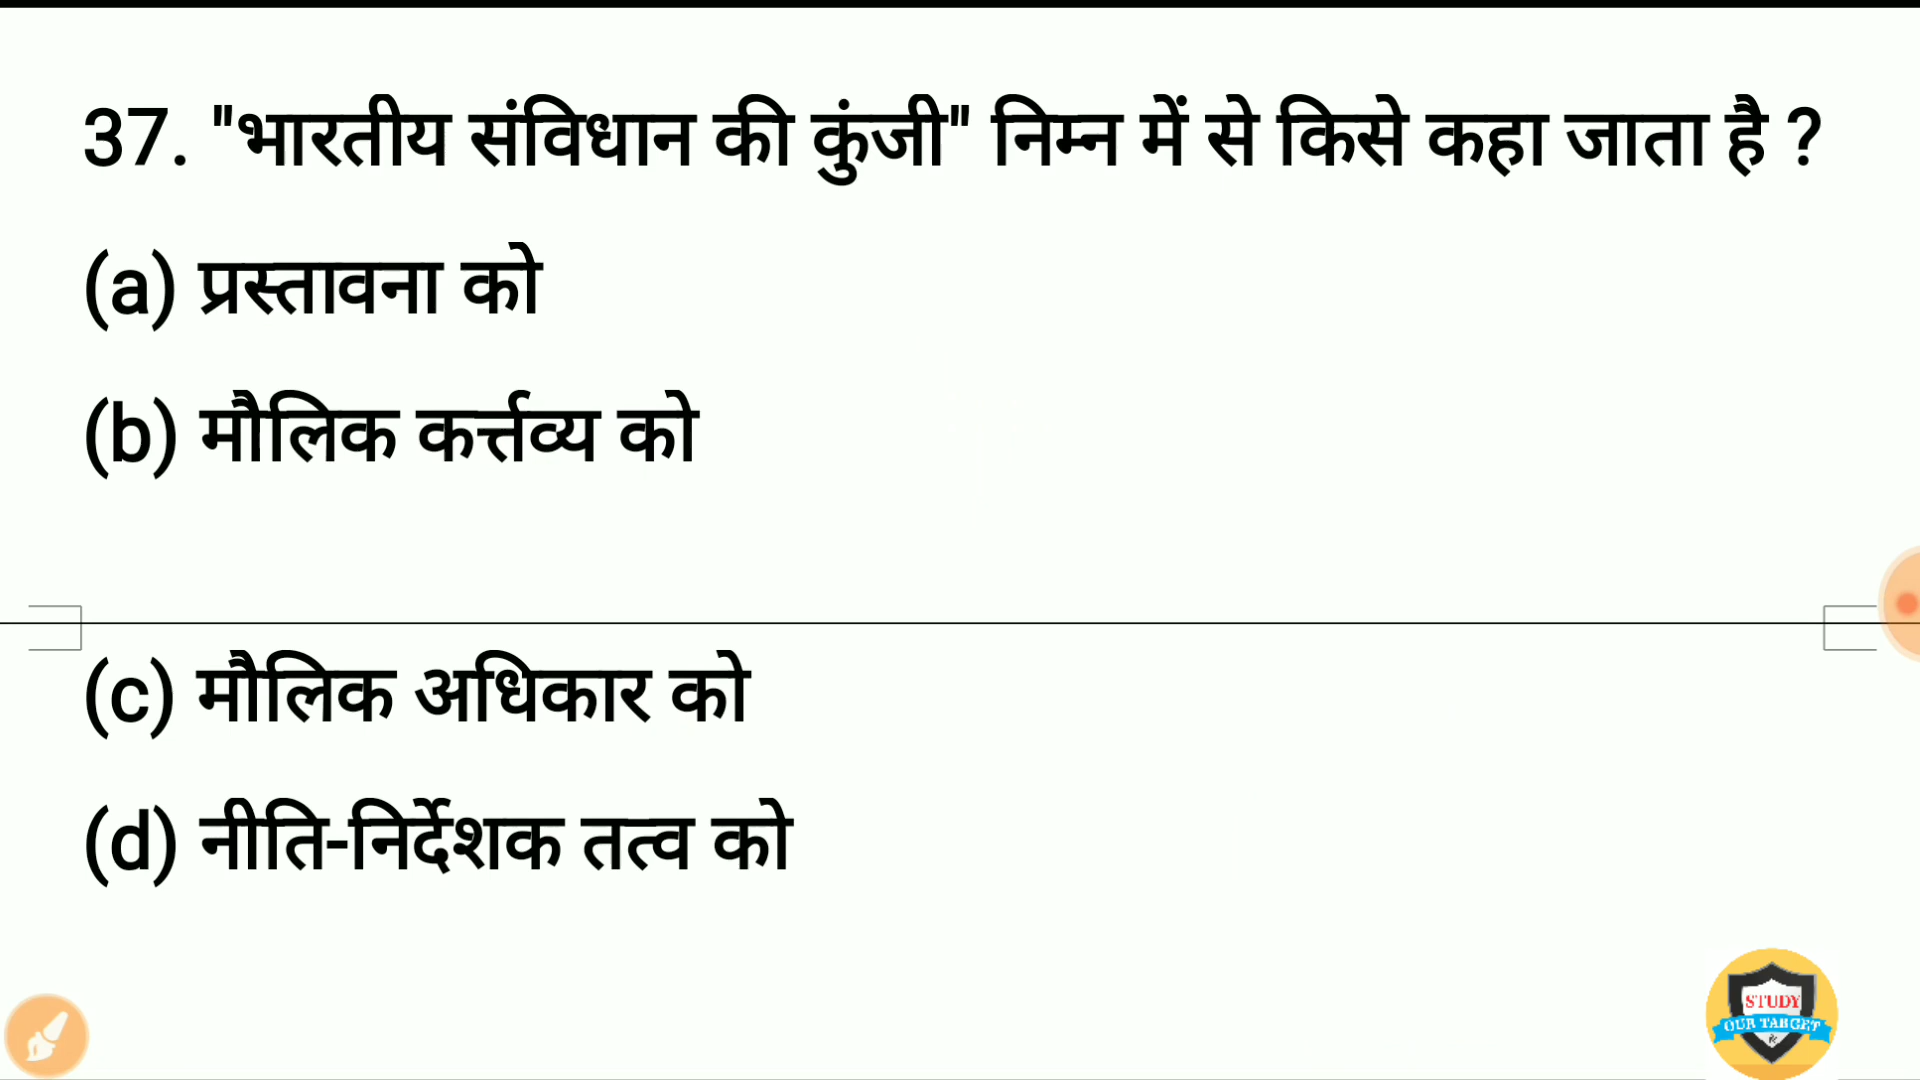 37. "भारतीय संविधान की कुंजी" निम्न में से किसे कहा जाता है ?
(a) प्रस्तावना को
(b) मौलिक कर्त्तव्य को
(c) मौलिक अधिकार को
(d) नीति-निर्देशक तत्व को
STUDY
OUR TARGET